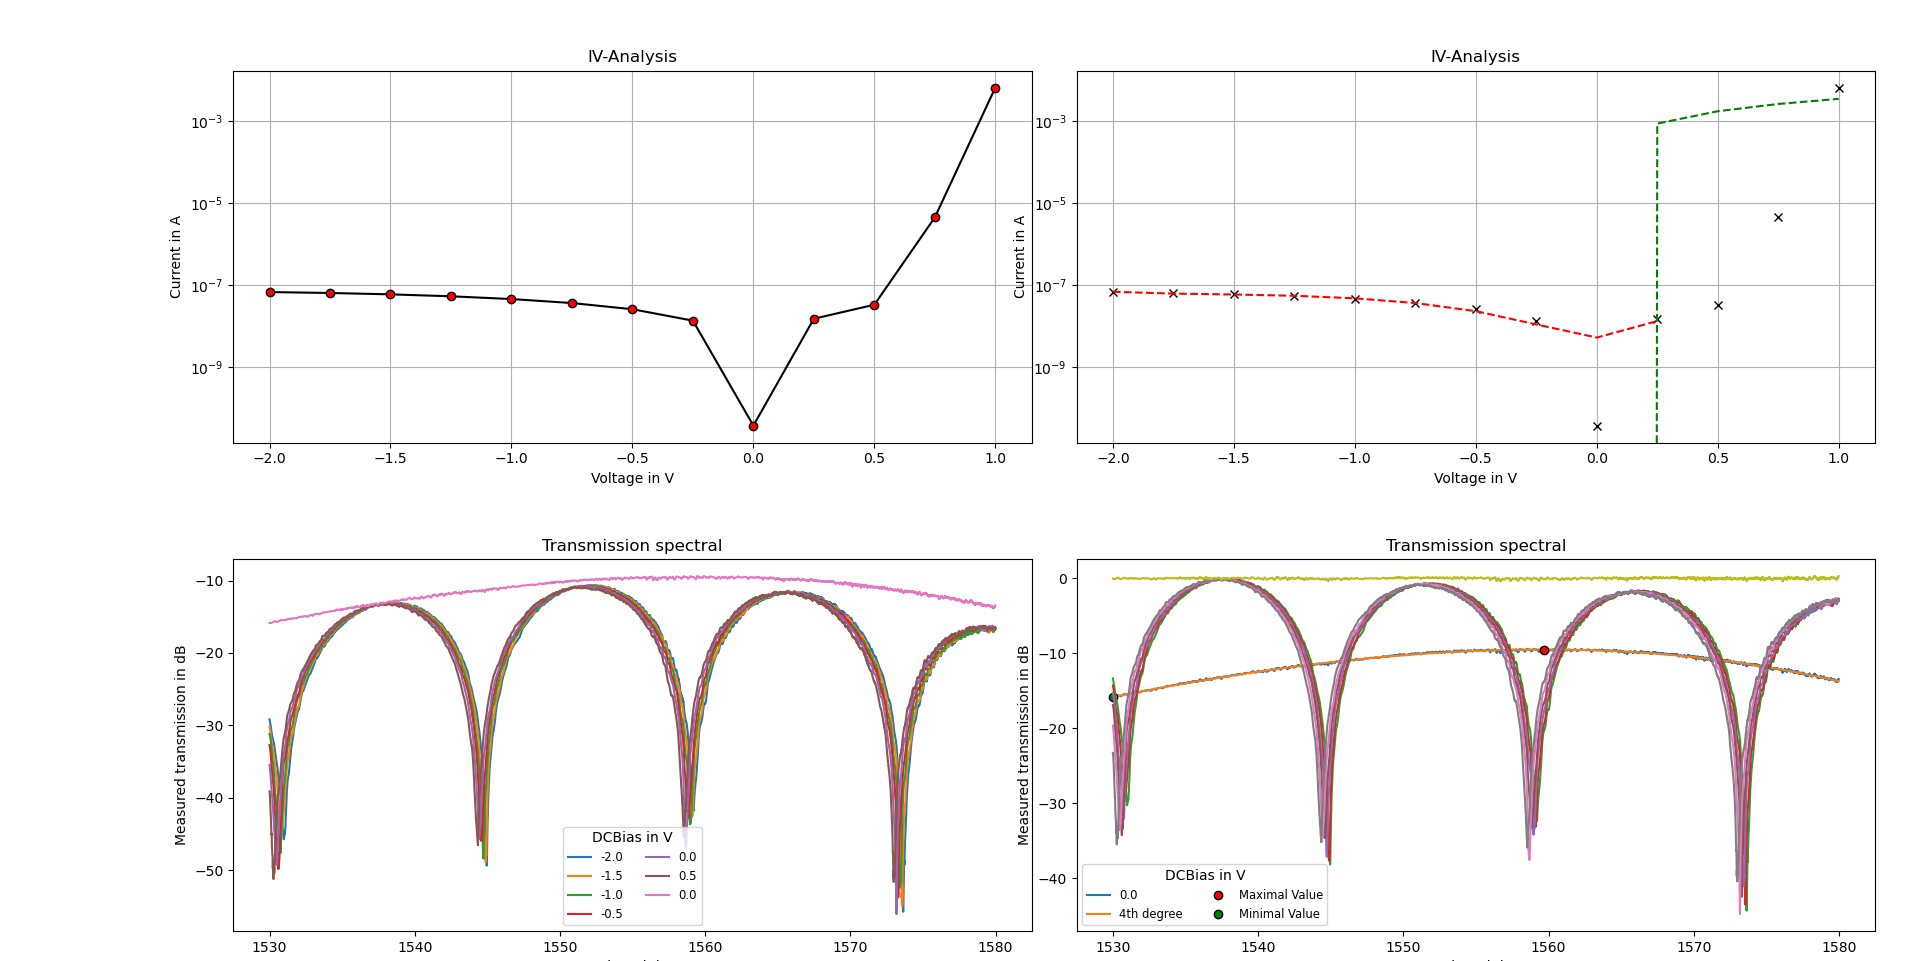 IV-Analysis
Current in A
10⁻³
10⁻⁵
10⁻⁷
10⁻⁹
−2.0 −1.5 −1.0 −0.5 0.0 0.5 1.0
Voltage in V
IV-Analysis
Current in A
10⁻³
10⁻⁵
10⁻⁷
10⁻⁹
−2.0 −1.5 −1.0 −0.5 0.0 0.5 1.0
Voltage in V
Transmission spectral
Measured transmission in dB
−10
−20
−30
−40
−50
DCBias in V
-2.0 0.0
-1.5 0.5
-1.0 0.0
-0.5
1530 1540 1550 1560 1570 1580
Transmission spectral
Measured transmission in dB
0
−10
−20
−30
−40
DCBias in V
0.0 Maximal Value
4th degree Minimal Value
1530 1540 1550 1560 1570 1580